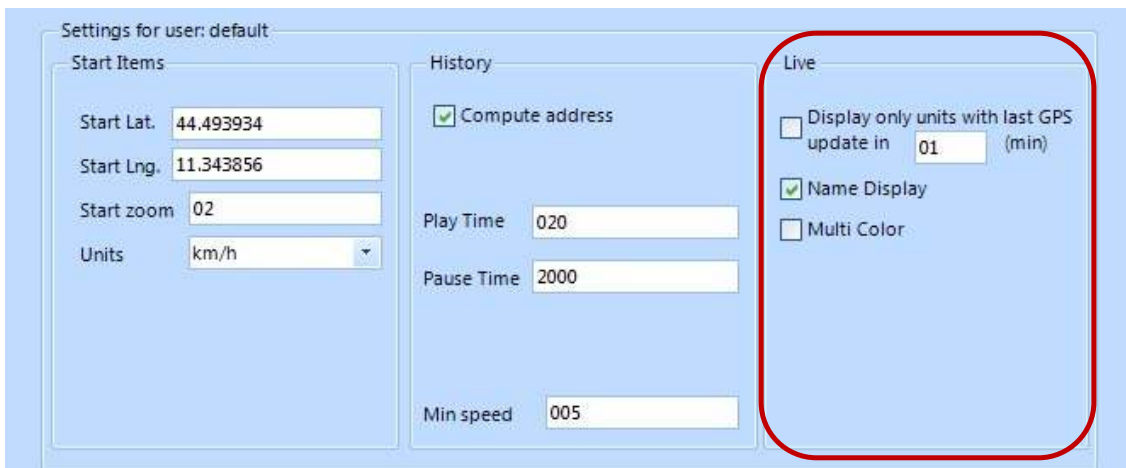 Settings for user: default
Start Items
Start Lat. 44.493934
Start Lng. 11.343856
Start zoom 02
Units km/h
History
Compute address
Play Time 020
Pause Time 2000
Min speed 005
Live
Display only units with last GPS
update in 01 (min)
Name Display
Multi Color